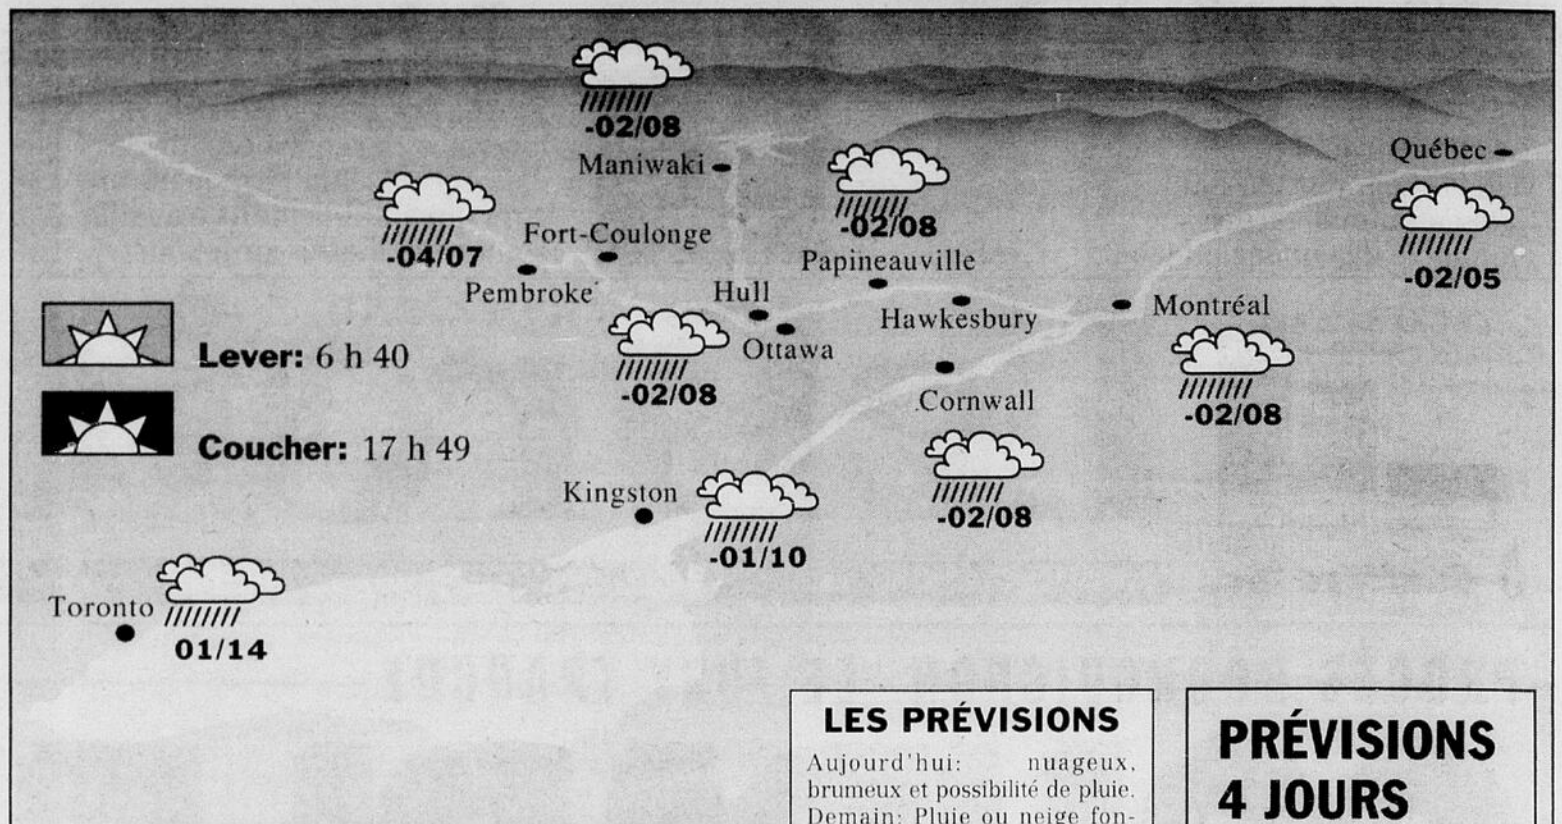 -02/08
Maniwaki
Québec
-02/05
-04/07
Fort-Coulonge
Pembroke
-02/08
Papineauville
Hull
Ottawa
-02/08
Hawkesbury
Montréal
-02/08
Cornwall
-02/08
Lever: 6 h 40
Coucher: 17 h 49
Kingston
-01/10
Toronto
01/14
LES PRÉVISIONS
Aujourd'hui: nuageux,
brumeux et possibilité de pluie.
Demain: Pluie ou neige fon-
PRÉVISIONS
4 JOURS